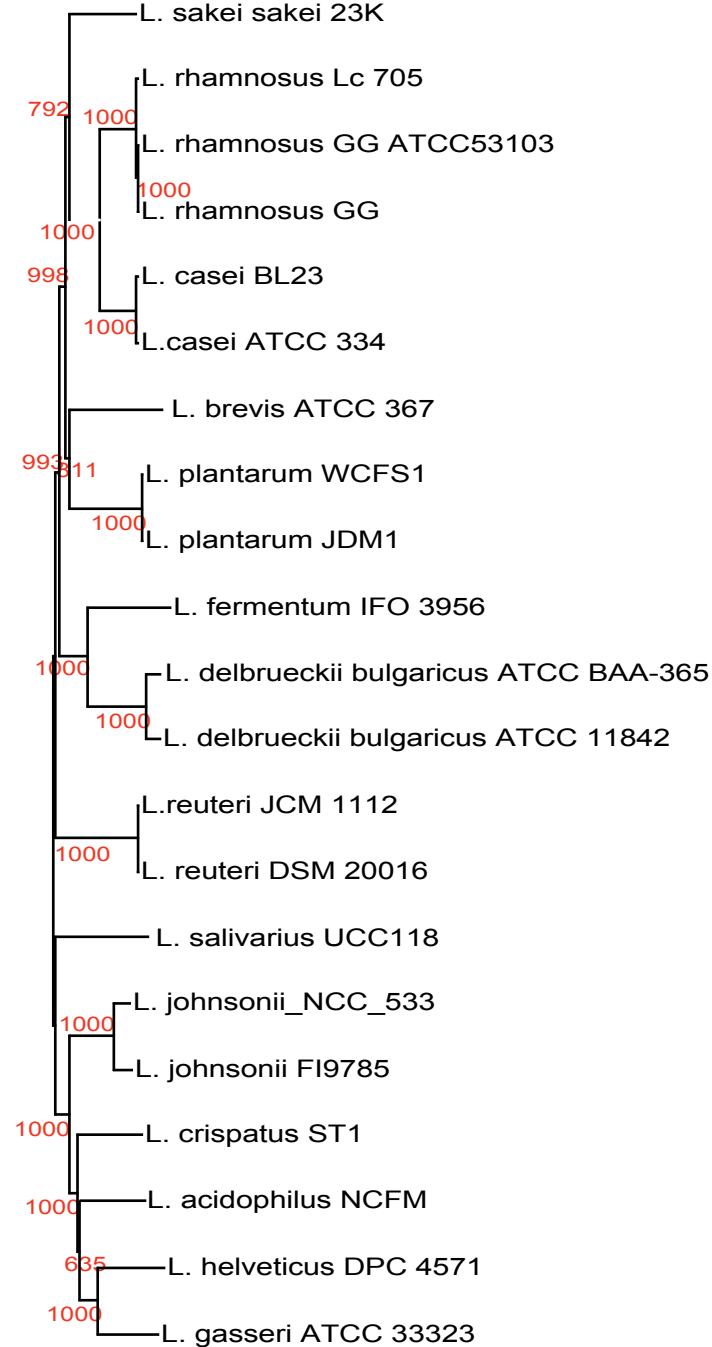 L. sakei sakei 23K
L. rhamnosus Lc 705
792
1000
L. rhamnosus GG ATCC53103
1000
L. rhamnosus GG
1000
998
L. casei BL23
1000
L.casei ATCC 334
L. brevis ATCC 367
993
311
L. plantarum WCFS1
1000
L. plantarum JDM1
L. fermentum IFO 3956
1000
L. delbrueckii bulgaricus ATCC BAA-365
1000
L. delbrueckii bulgaricus ATCC 11842
L.reuteri JCM 1112
1000
L. reuteri DSM 20016
L. salivarius UCC118
L. johnsonii_NCC_533
1000
L. johnsonii FI9785
1000
L. crispatus ST1
L. acidophilus NCFM
1000
635
L. helveticus DPC 4571
1000
L. gasseri ATCC 33323